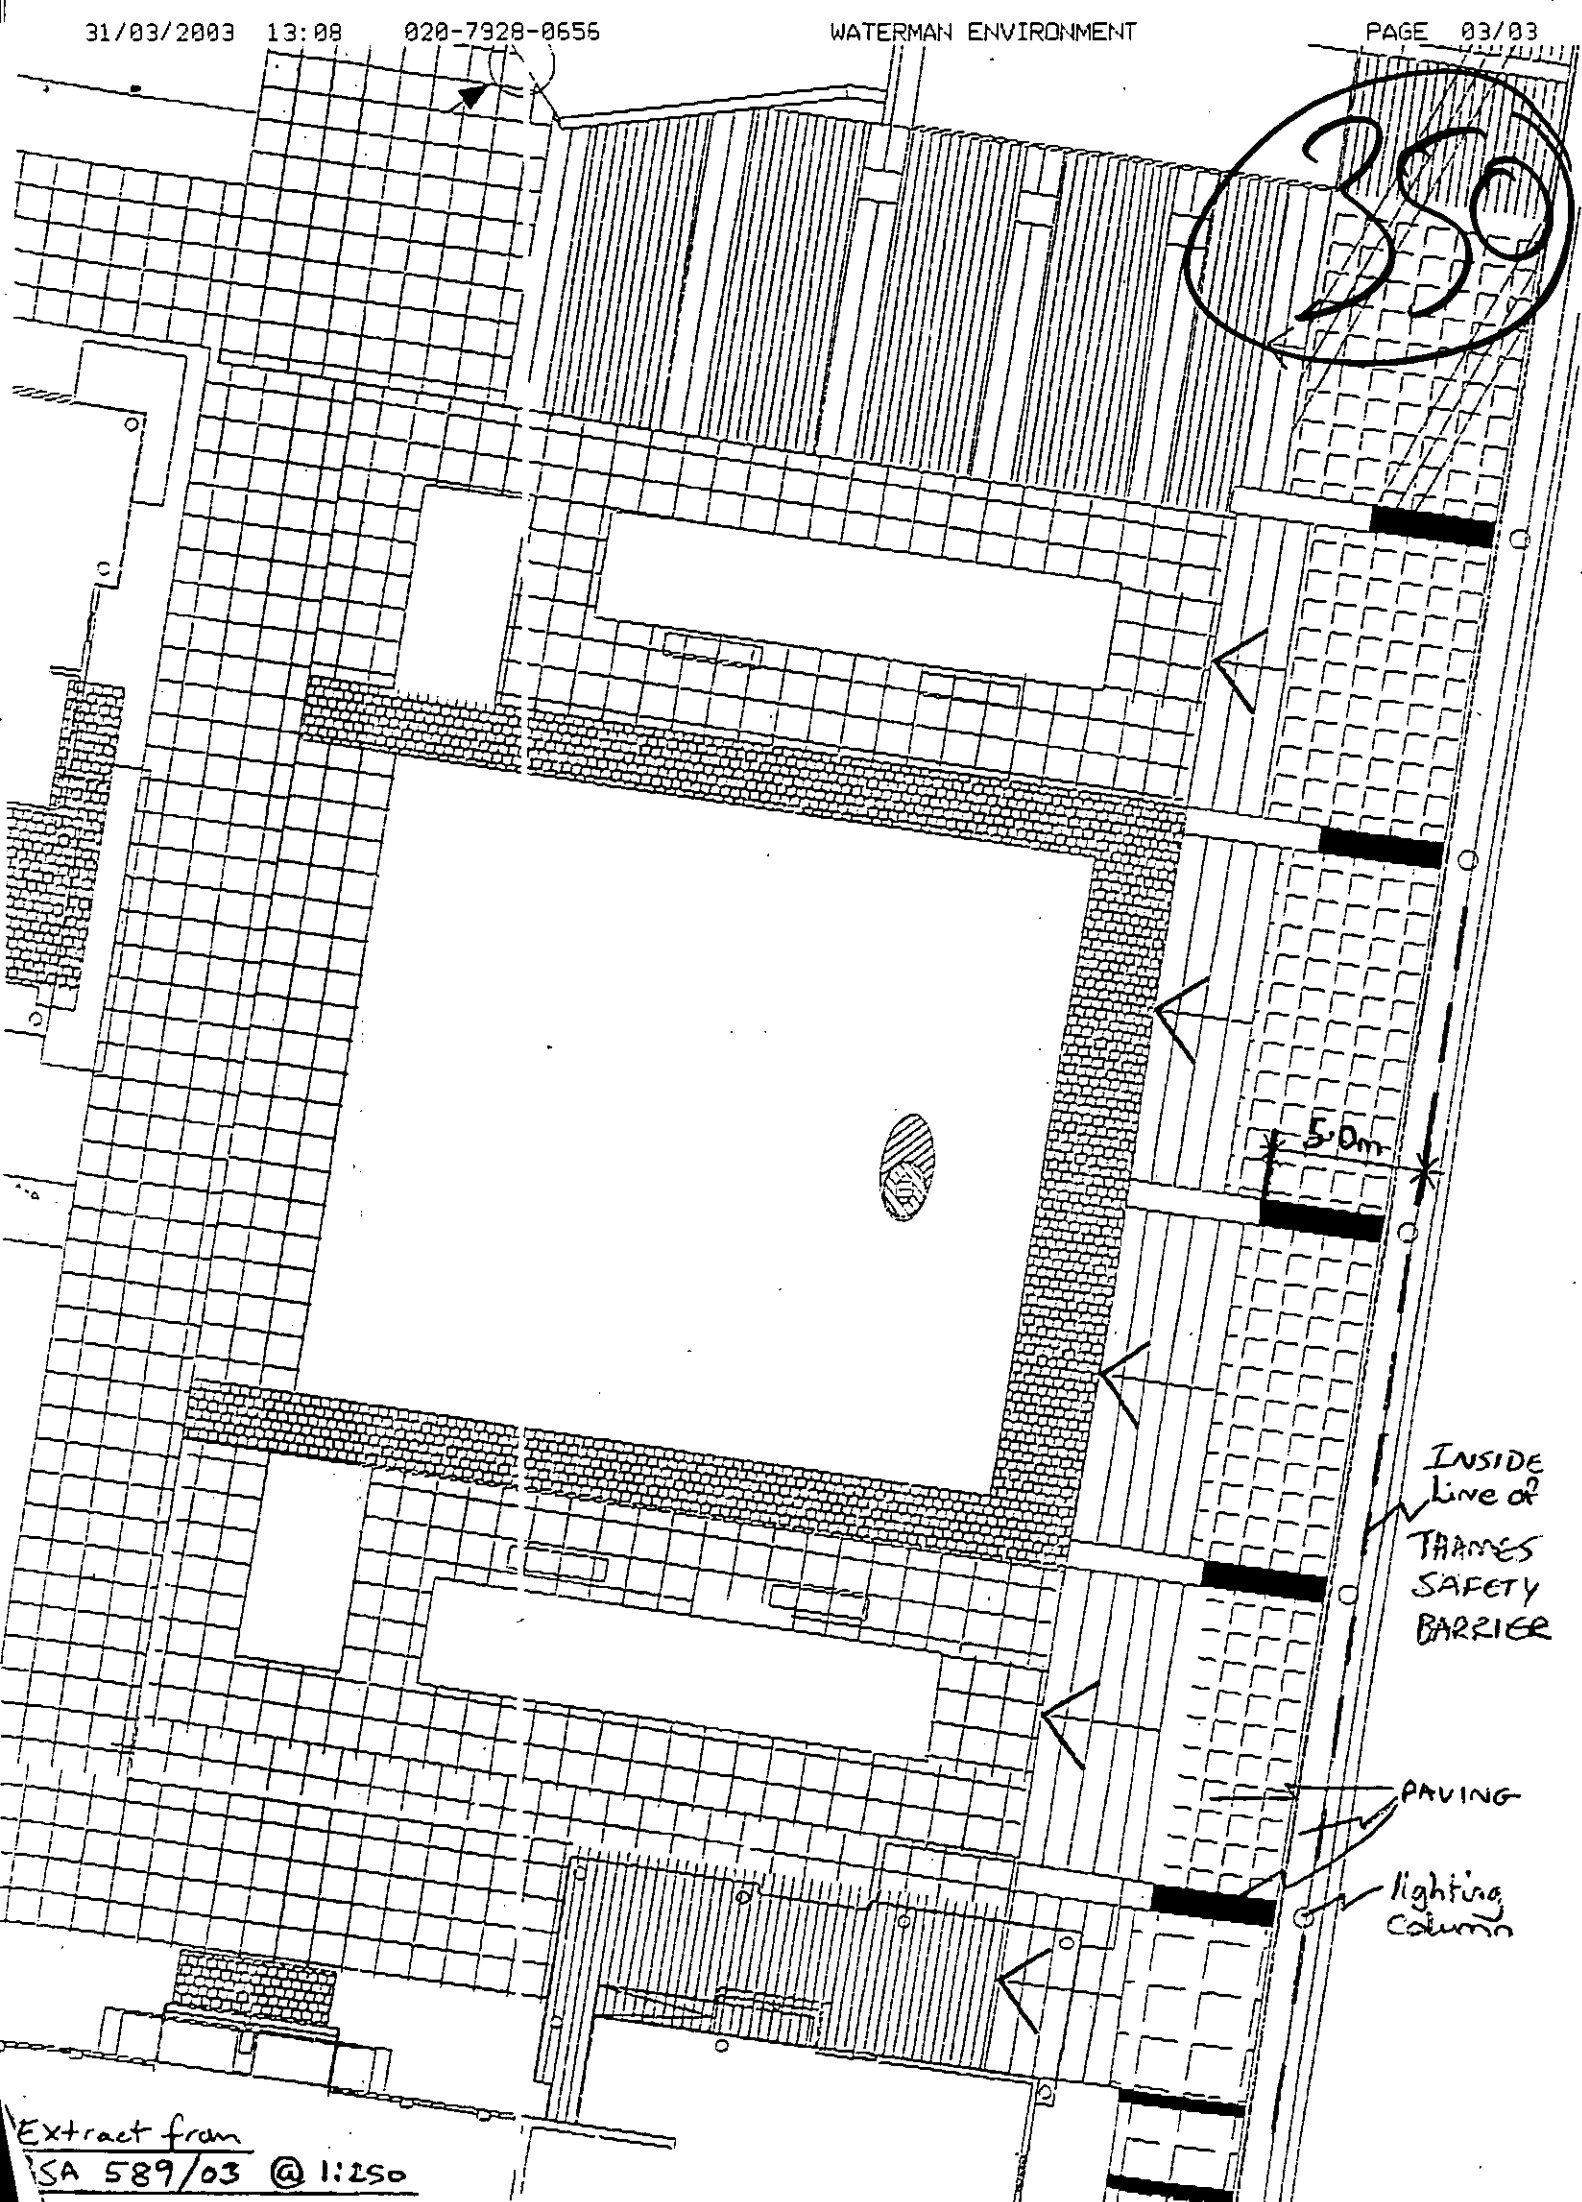 31/03/2003 13:08 020-7928-0656 WATERMAN ENVIRONMENT PAGE 03/03
350
5.0m
INSIDE
Line of
THAMES
SAFETY
BARRIER
PAVING
lighting
Column
Extract from
SA 589/03 @ 1:250